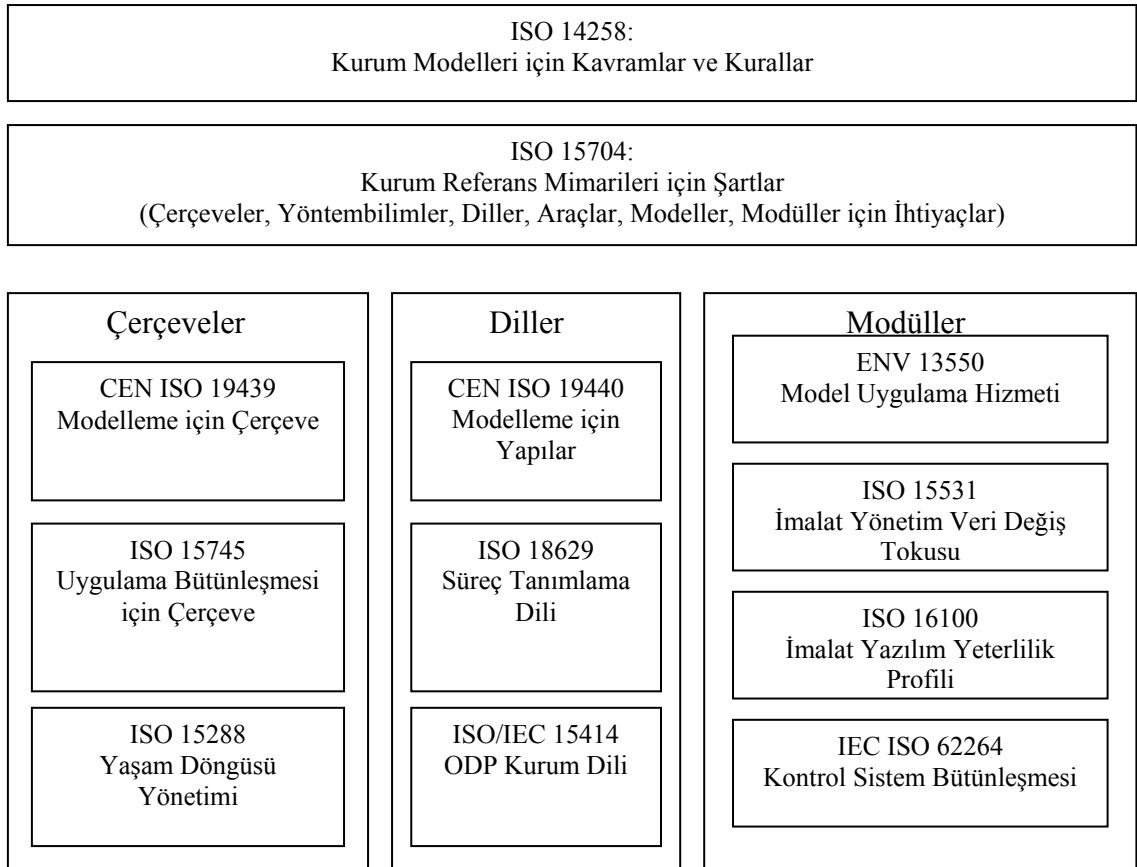 ISO 14258:
Kurum Modelleri için Kavramlar ve Kurallar
ISO 15704:
Kurum Referans Mimarileri için Şartlar
(Çerçeveler, Yöntembilimler, Diller, Araçlar, Modeller, Modüller için İhtiyaçlar)
Çerçeveler
CEN ISO 19439
Modelleme için Çerçeve
ISO 15745
Uygulama Bütünleşmesi
için Çerçeve
ISO 15288
Yaşam Döngüsü
Yönetimi
Diller
CEN ISO 19440
Modelleme için
Yapılar
ISO 18629
Süreç Tanımlama
Dili
ISO/IEC 15414
ODP Kurum Dili
Modüller
ENV 13550
Model Uygulama Hizmeti
ISO 15531
İmalat Yönetim Veri Değiş
Tokusu
ISO 16100
İmalat Yazılım Yeterlilik
Profili
IEC ISO 62264
Kontrol Sistem Bütünleşmesi